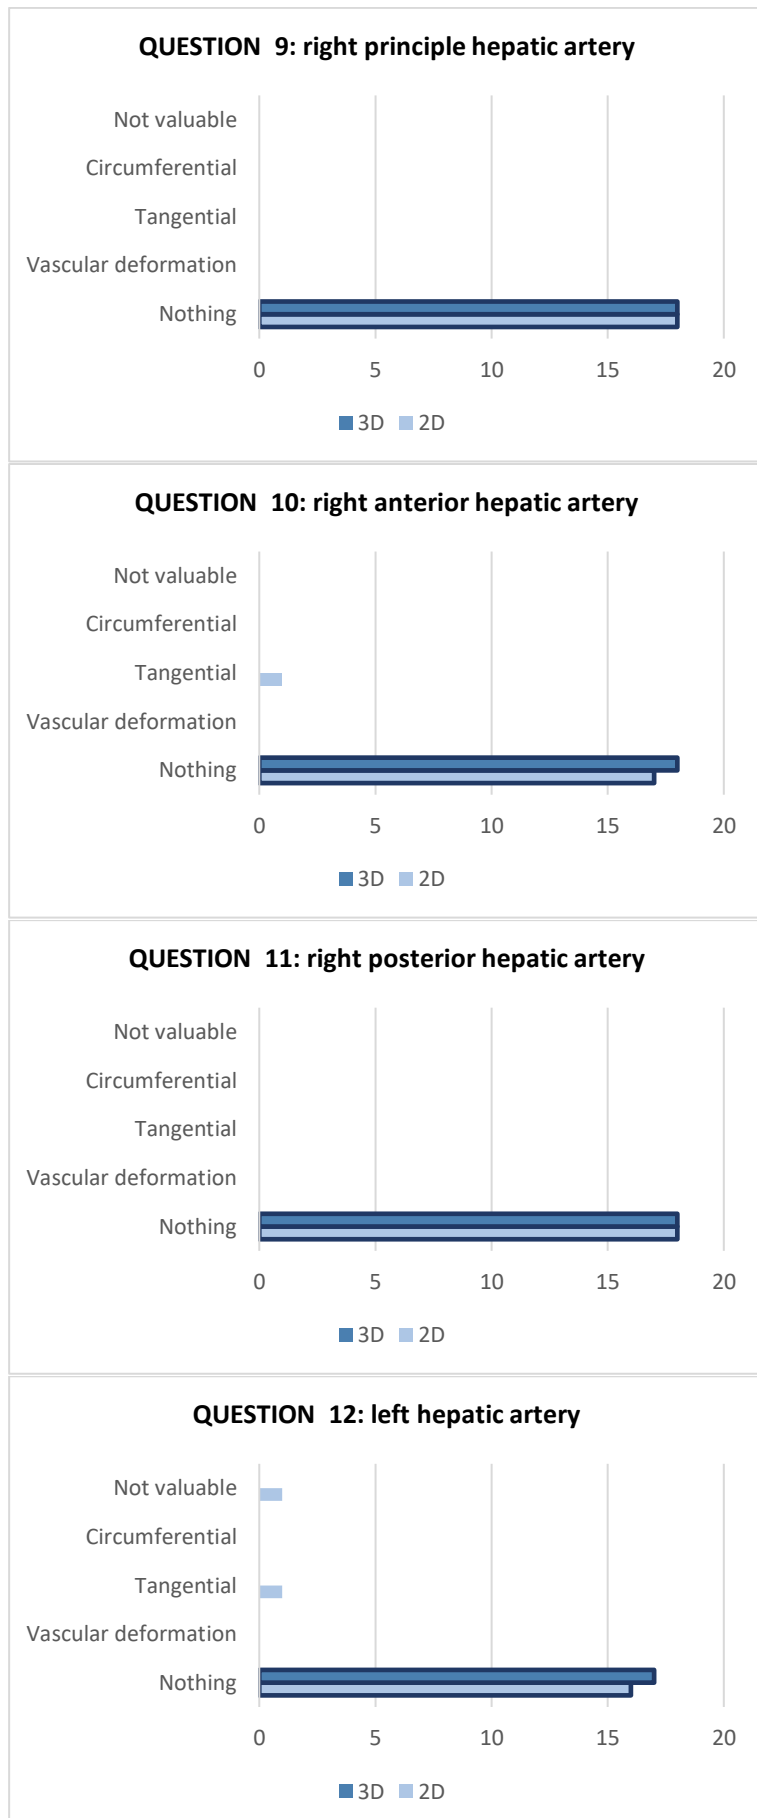 QUESTION 9: right principle hepatic artery
Not valuable
Circumferential
Tangential
Vascular deformation
Nothing
0 5 10 15 20
3D 2D
QUESTION 10: right anterior hepatic artery
Not valuable
Circumferential
Tangential
Vascular deformation
Nothing
0 5 10 15 20
3D 2D
QUESTION 11: right posterior hepatic artery
Not valuable
Circumferential
Tangential
Vascular deformation
Nothing
0 5 10 15 20
3D 2D
QUESTION 12: left hepatic artery
Not valuable
Circumferential
Tangential
Vascular deformation
Nothing
0 5 10 15 20
3D 2D